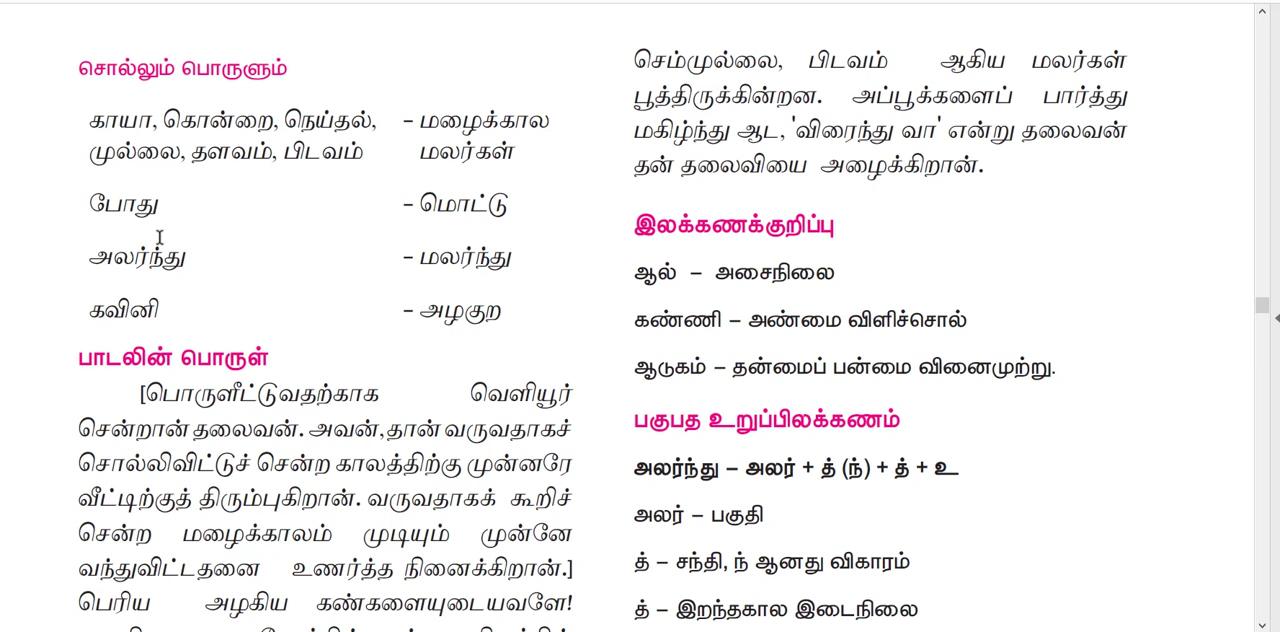 சொல்லும் பொருளும்
காயா, கொன்றை, நெய்தல், – மழைக்கால
முல்லை, தளவம், பிடவம் மலர்கள்
போது – மொட்டு
அலர்ந்து – மலர்ந்து
கவினி – அழகுற
பாடலின் பொருள்
[பொருளீட்டுவதற்காக வெளியூர்
சென்றான் தலைவன். அவன், தான் வருவதாகச்
சொல்லிவிட்டுச் சென்ற காலத்திற்கு முன்னரே
வீட்டிற்குத் திரும்புகிறான். வருவதாகக் கூறிச்
சென்ற மழைக்காலம் முடியும் முன்னே
வந்துவிட்டதனை உணர்த்த நினைக்கிறான்.]
பெரிய அழகிய கண்களையுடையவளே!
செம்முல்லை, பிடவம் ஆகிய மலர்கள்
பூத்திருக்கின்றன. அப்பூக்களைப் பார்த்து
மகிழ்ந்து ஆட, 'விரைந்து வா' என்று தலைவன்
தன் தலைவியை அழைக்கிறான்.
இலக்கணக்குறிப்பு
ஆல் – அசைநிலை
கண்ணி – அண்மை விளிச்சொல்
ஆடுகம் – தன்மைப் பன்மை வினைமுற்று.
பகுபத உறுப்பிலக்கணம்
அலர்ந்து – அலர் + த் (ந்) + த் + உ
அலர் – பகுதி
த் – சந்தி, ந் ஆனது விகாரம்
த் – இறந்தகால இடைநிலை